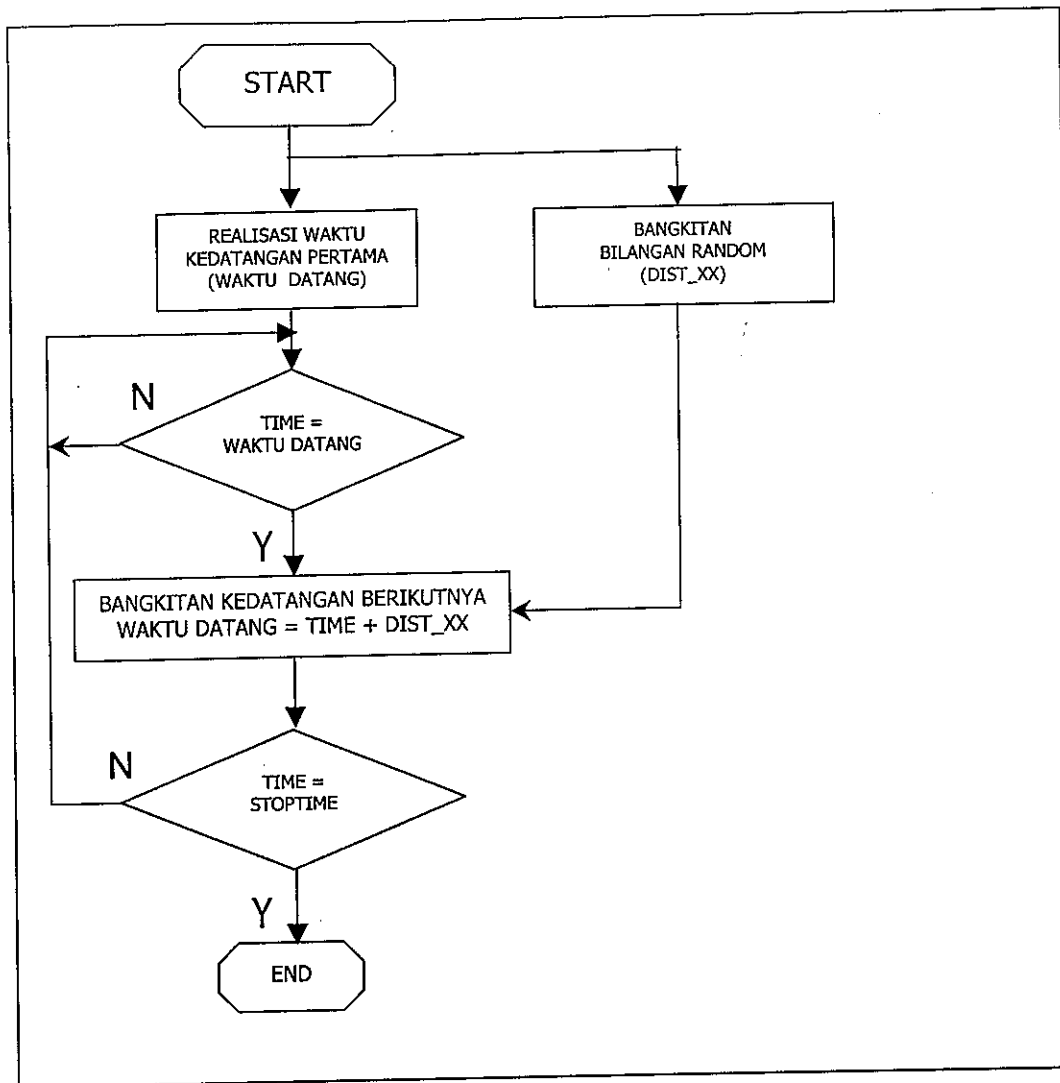 START
REALISASI WAKTU
KEDATANGAN PERTAMA
(WAKTU DATANG)
BANGKITAN
BILANGAN RANDOM
(DIST_XX)
N
TIME =
WAKTU DATANG
Y
BANGKITAN KEDATANGAN BERIKUTNYA
WAKTU DATANG = TIME + DIST_XX
N
TIME =
STOPTIME
Y
END